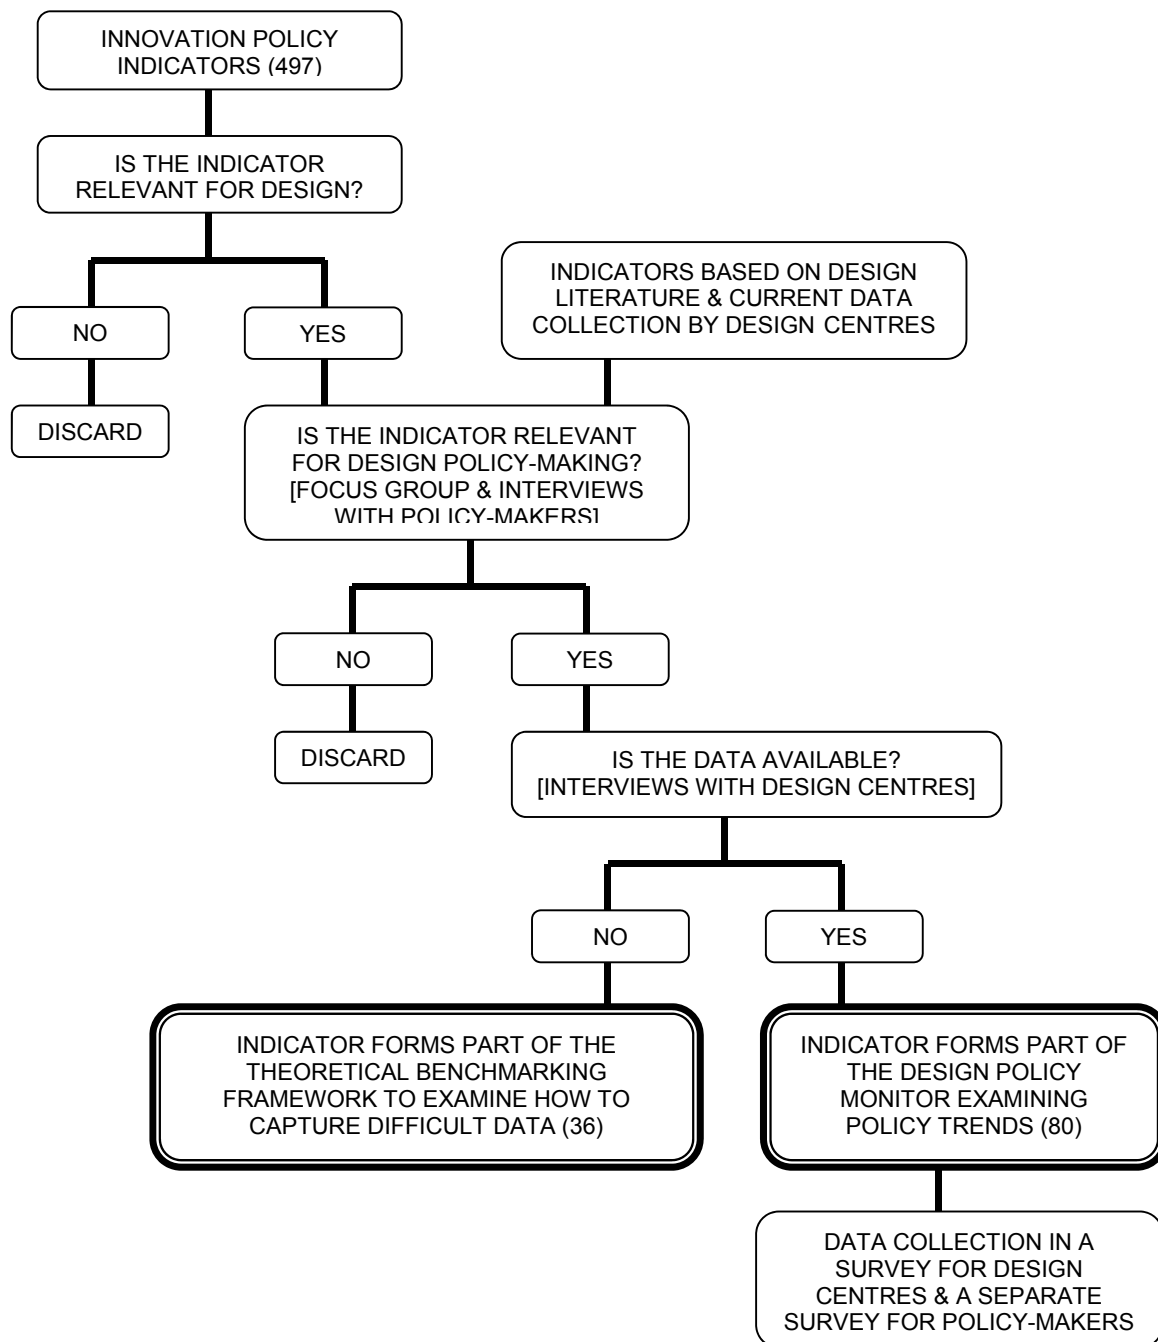 INNOVATION POLICY
INDICATORS (497)
IS THE INDICATOR
RELEVANT FOR DESIGN?
INDICATORS BASED ON DESIGN
LITERATURE & CURRENT DATA
COLLECTION BY DESIGN CENTRES
NO
YES
DISCARD
IS THE INDICATOR RELEVANT
FOR DESIGN POLICY-MAKING?
[FOCUS GROUP & INTERVIEWS
WITH POLICY-MAKERS]
NO
YES
DISCARD
IS THE DATA AVAILABLE?
[INTERVIEWS WITH DESIGN CENTRES]
NO
YES
INDICATOR FORMS PART OF THE
THEORETICAL BENCHMARKING
FRAMEWORK TO EXAMINE HOW TO
CAPTURE DIFFICULT DATA (36)
INDICATOR FORMS PART OF
THE DESIGN POLICY
MONITOR EXAMINING
POLICY TRENDS (80)
DATA COLLECTION IN A
SURVEY FOR DESIGN
CENTRES & A SEPARATE
SURVEY FOR POLICY-MAKERS